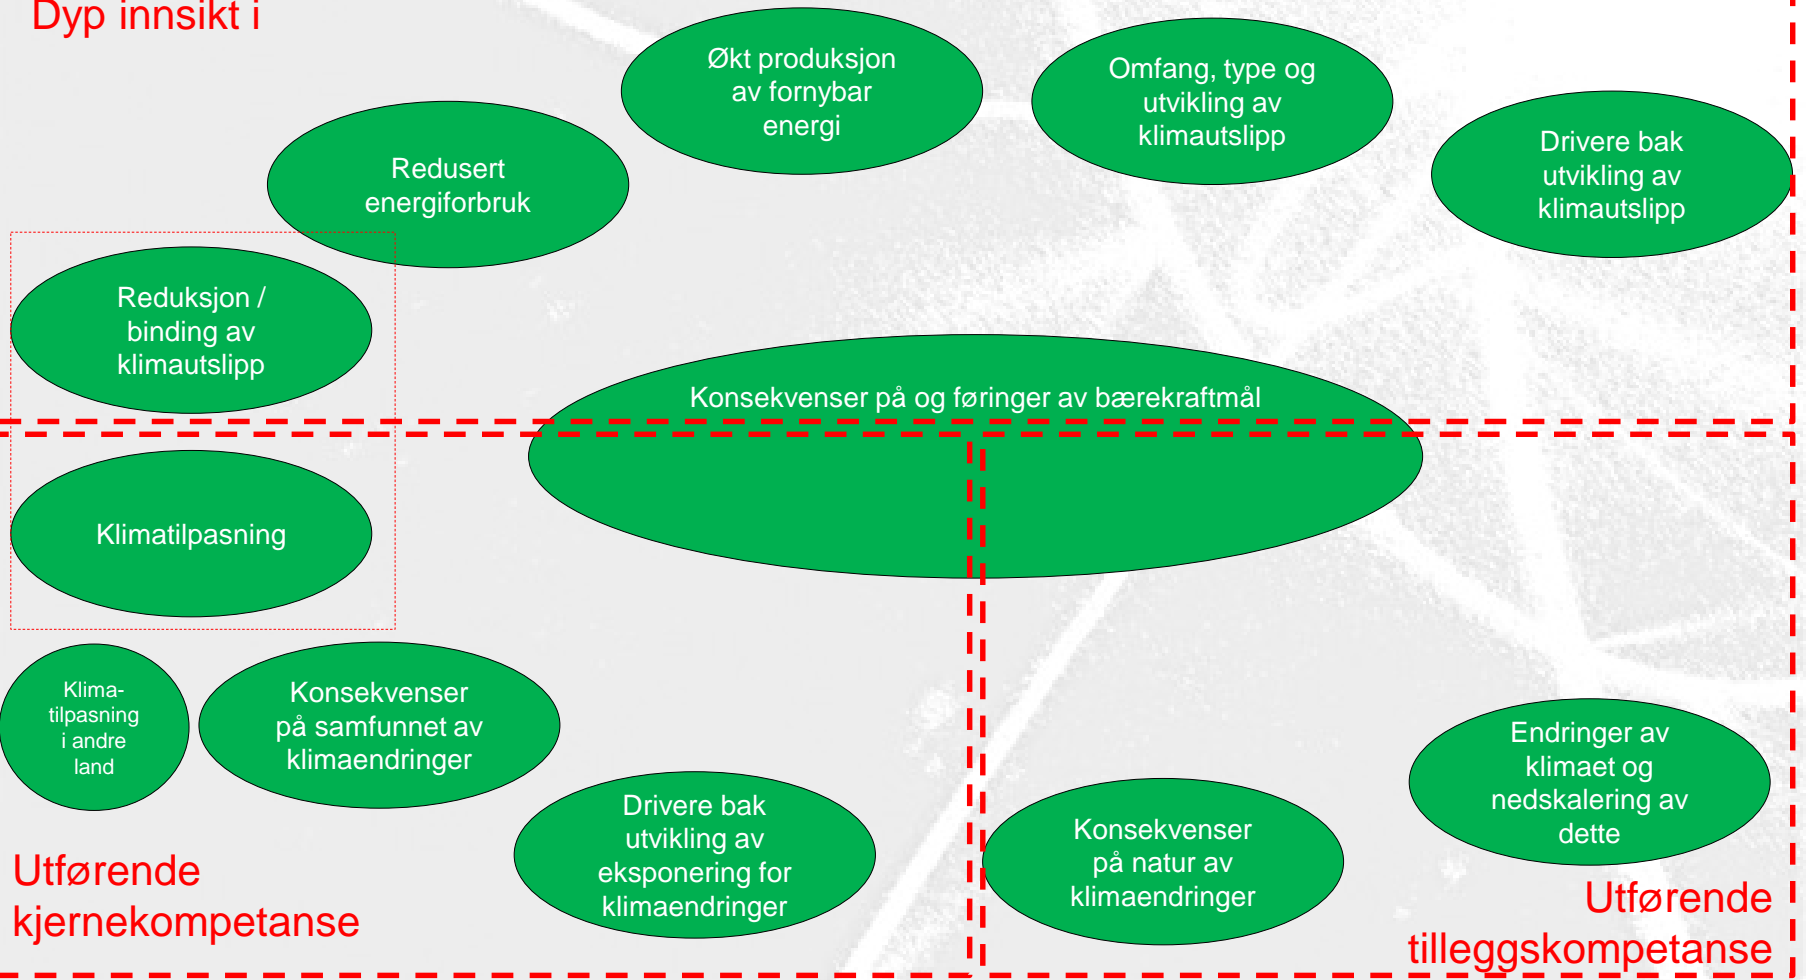 Dyp innsikt i
Økt produksjon
av fornybar
energi
Omfang, type og
utvikling av
klimautslipp
Drivere bak
utvikling av
klimautslipp
Redusert
energiforbruk
Reduksjon /
binding av
klimautslipp
Konsekvenser på og føringer av bærekraftmål
Klimatilpasning
Klima-
tilpasning
i andre
land
Konsekvenser
på samfunnet av
klimaendringer
Drivere bak
utvikling av
eksponering for
klimaendringer
Konsekvenser
på natur av
klimaendringer
Endringer av
klimaet og
nedskalering av
dette
Utførende
kjernekompetanse
Utførende
tilleggskompetanse